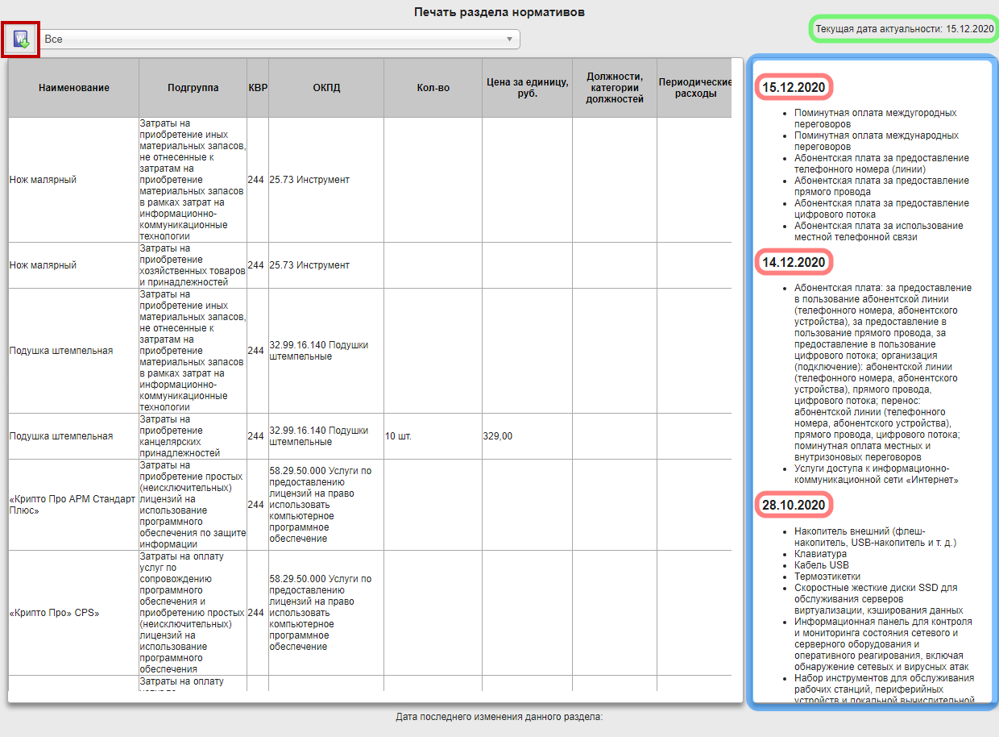 Печать раздела нормативов
Все
Текущая дата актуальности: 15.12.2020
Наименование
Подгруппа
КВР
ОКПД
Кол-во
Цена за единицу,
руб.
Должности,
категории
должностей
Периодические
расходы
Нож малярный
Затраты на
приобретение иных
материальных запасов,
не отнесенные к
затратам на
приобретение
материальных запасов
в рамках затрат на
информационно-
коммуникационные
технологии
244
25.73 Инструмент
Нож малярный
Затраты на
приобретение
хозяйственных товаров
и принадлежностей
244
25.73 Инструмент
Подушка штемпельная
Затраты на
приобретение иных
материальных запасов,
не отнесенные к
затратам на
приобретение
материальных запасов
в рамках затрат на
информационно-
коммуникационные
технологии
244
32.99.16.140 Подушки
штемпельные
Подушка штемпельная
Затраты на
приобретение
канцелярских
принадлежностей
244
32.99.16.140 Подушки
штемпельные
10 шт.
329,00
«Крипто Про АРМ Стандарт
Плюс»
Затраты на
приобретение простых
(неисключительных)
лицензий на
использование
программного
обеспечения по защите
информации
244
58.29.50.000 Услуги по
предоставлению
лицензий на право
использовать
компьютерное
программное
обеспечение
«Крипто Про» CPS»
Затраты на оплату
услуг по
сопровождению
программного
обеспечения и
приобретению простых
(неисключительных)
лицензий на
использование
программного
обеспечения
244
58.29.50.000 Услуги по
предоставлению
лицензий на право
использовать
компьютерное
программное
обеспечение
Затраты на оплату
15.12.2020
• Поминутная оплата междугородных
переговоров
• Поминутная оплата международных
переговоров
• Абонентская плата за предоставление
телефонного номера (линии)
• Абонентская плата за предоставление
прямого провода
• Абонентская плата за предоставление
цифрового потока
• Абонентская плата за использование
местной телефонной связи
14.12.2020
• Абонентская плата: за предоставление
в пользование абонентской линии
(телефонного номера, абонентского
устройства), за предоставление в
пользование прямого провода, за
предоставление в пользование
цифрового потока; организация
(подключение): абонентской линии
(телефонного номера, абонентского
устройства), прямого провода,
цифрового потока; перенос:
абонентской линии (телефонного
номера, абонентского устройства),
прямого провода, цифрового потока;
поминутная оплата местных и
внутризоновых переговоров
• Услуги доступа к информационно-
коммуникационной сети «Интернет»
28.10.2020
• Накопитель внешний (флеш-
накопитель, USB-накопитель и т. д.)
• Клавиатура
• Кабель USB
• Термоэтикетки
• Скоростные жесткие диски SSD для
обслуживания серверов
виртуализации, кэширования данных
• Информационная панель для контроля
и мониторинга состояния сетевого и
серверного оборудования и
оперативного реагирования, включая
обнаружение сетевых и вирусных атак
• Набор инструментов для обслуживания
рабочих станций, периферийных
устройств и локальной вычислительной
Дата последнего изменения данного раздела: